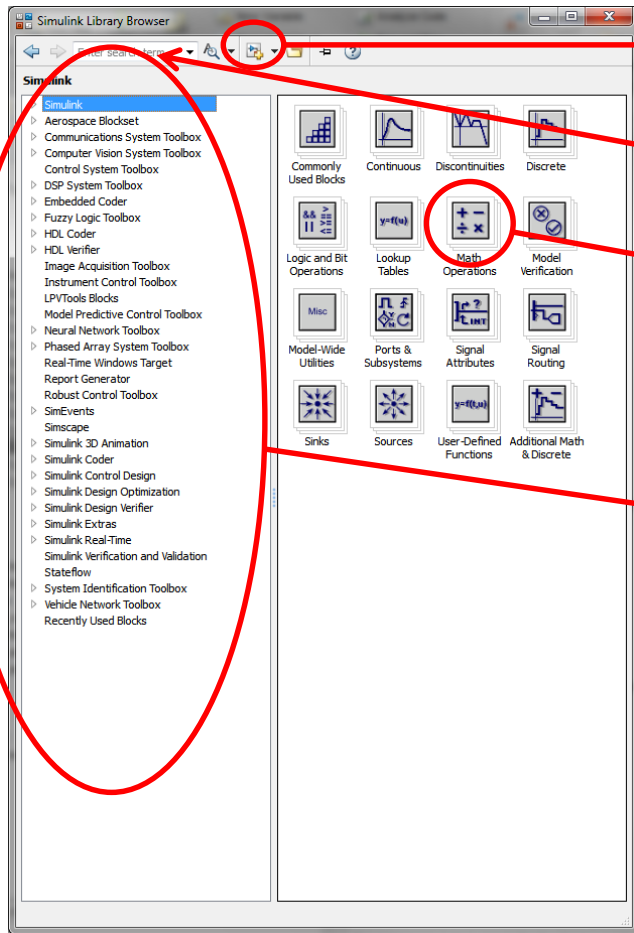 Simulink Library Browser
Enter search term
Simulink
Simulink
Aerospace Blockset
Communications System Toolbox
Computer Vision System Toolbox
Control System Toolbox
DSP System Toolbox
Embedded Coder
Fuzzy Logic Toolbox
HDL Coder
HDL Verifier
Image Acquisition Toolbox
Instrument Control Toolbox
LPVTools Blocks
Model Predictive Control Toolbox
Neural Network Toolbox
Phased Array System Toolbox
Real-Time Windows Target
Report Generator
Robust Control Toolbox
SimEvents
Simscape
Simulink 3D Animation
Simulink Coder
Simulink Control Design
Simulink Design Optimization
Simulink Design Verifier
Simulink Extras
Simulink Real-Time
Simulink Verification and Validation
Stateflow
System Identification Toolbox
Vehicle Network Toolbox
Recently Used Blocks
Commonly Used Blocks
Continuous
Discontinuities
Discrete
&& >=
|| <=
y=f(u)
+ −
÷ ×
Logic and Bit Operations
Lookup Tables
Math Operations
Model Verification
Misc
?
INT
Model-Wide Utilities
Ports & Subsystems
Signal Attributes
Signal Routing
y=f(t,u)
+ −
Sinks
Sources
User-Defined Functions
Additional Math & Discrete